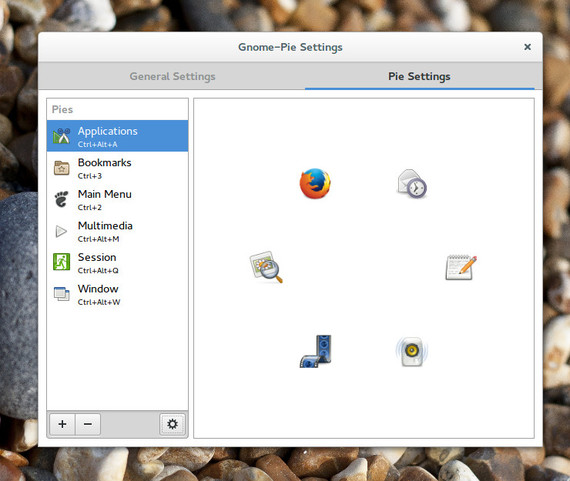 Gnome-Pie Settings
General Settings
Pie Settings
Pies
Applications
Ctrl+Alt+A
Bookmarks
Ctrl+3
Main Menu
Ctrl+2
Multimedia
Ctrl+Alt+M
Session
Ctrl+Alt+Q
Window
Ctrl+Alt+W